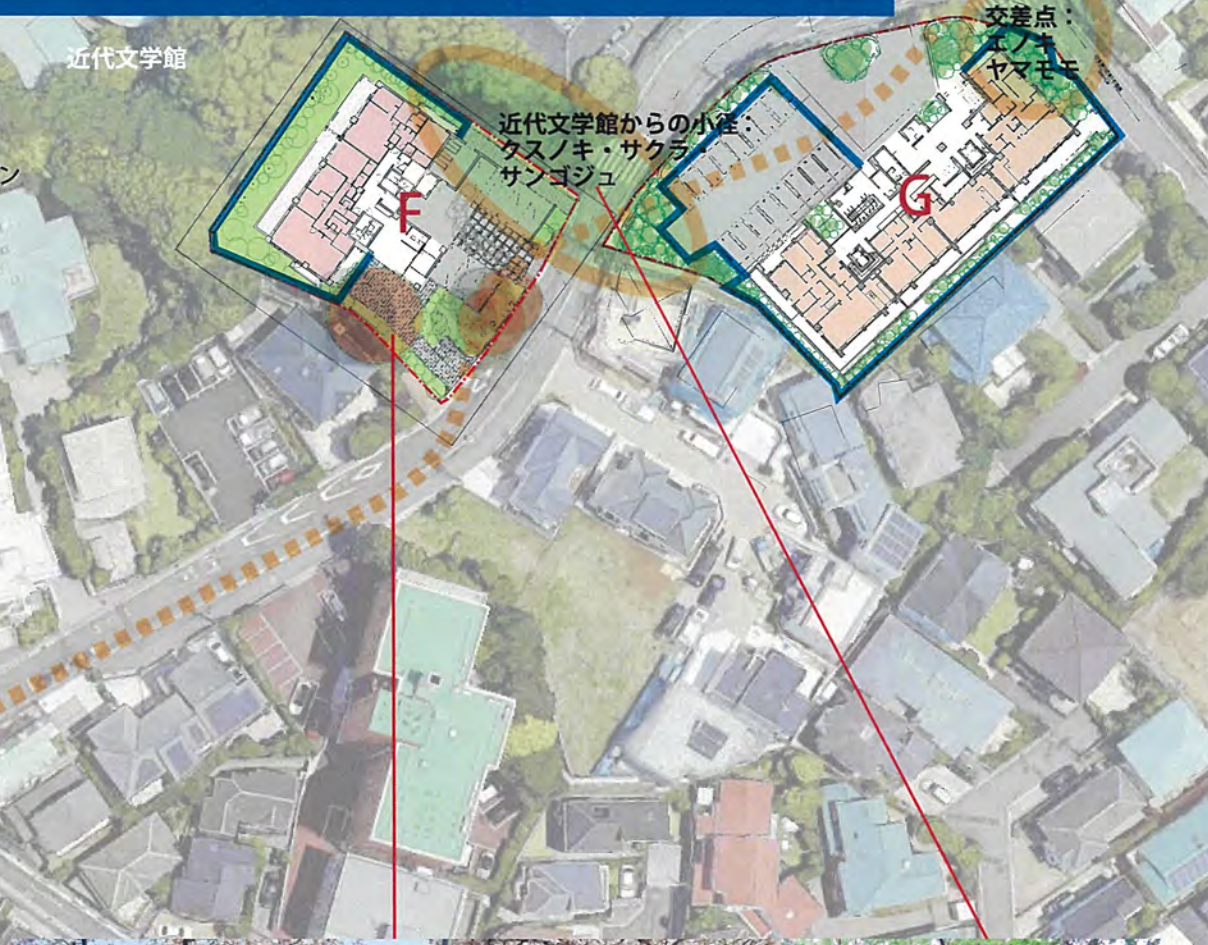 近代文学館
交差点：
エノキ
ヤマモモ
近代文学館からの小径：
クスノキ・サクラ・
サンゴジュ
ン
F
G